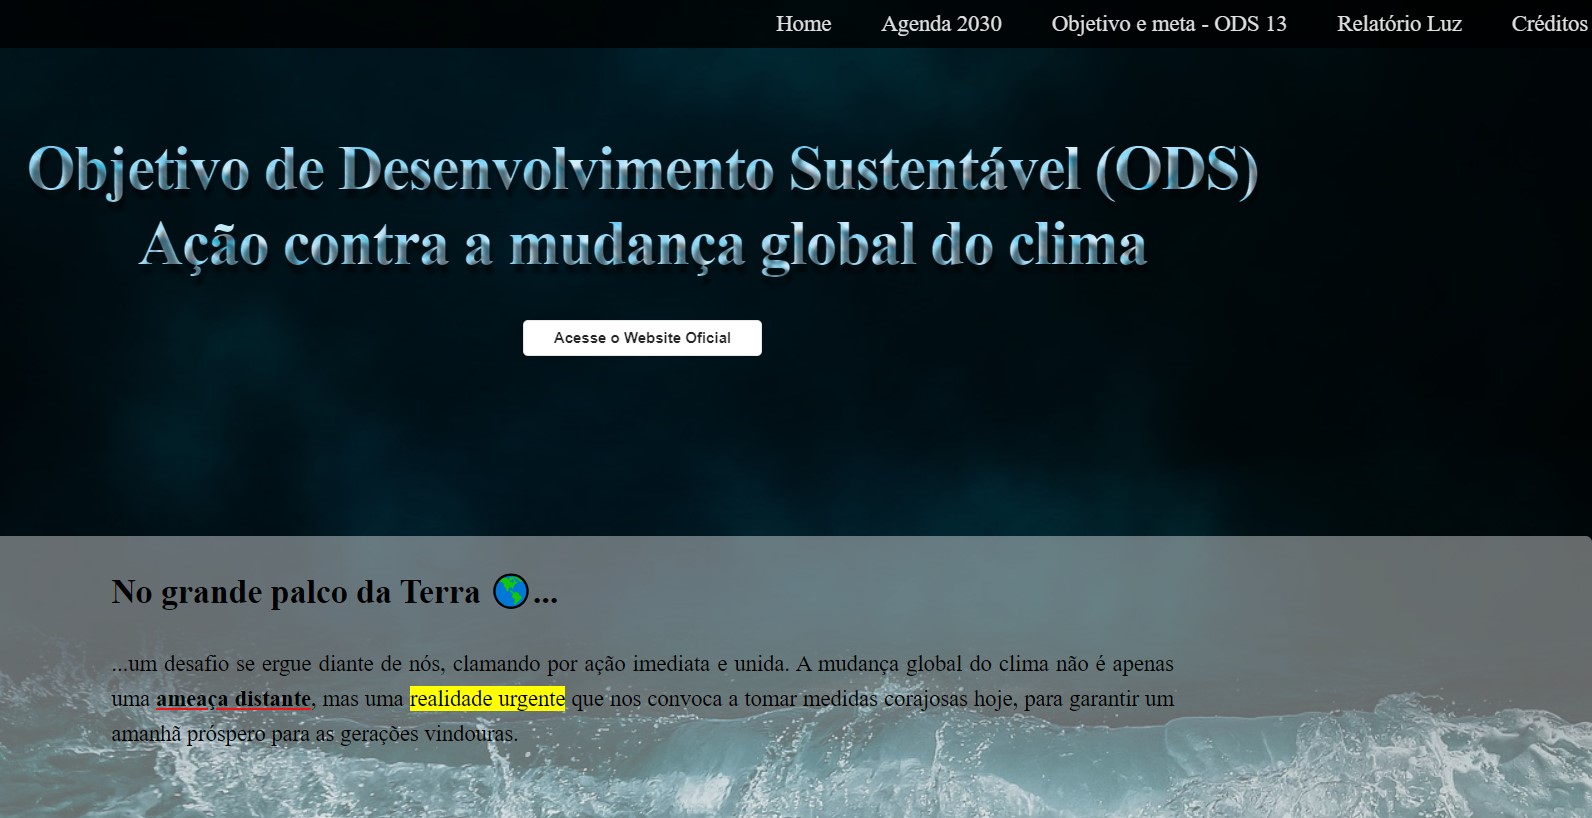 Home Agenda 2030 Objetivo e meta - ODS 13 Relatório Luz Créditos
Objetivo de Desenvolvimento Sustentável (ODS)
Ação contra a mudança global do clima
Acesse o Website Oficial
No grande palco da Terra 🌎...
...um desafio se ergue diante de nós, clamando por ação imediata e unida. A mudança global do clima não é apenas
uma ameaça distante, mas uma realidade urgente que nos convoca a tomar medidas corajosas hoje, para garantir um
amanhã próspero para as gerações vindouras.